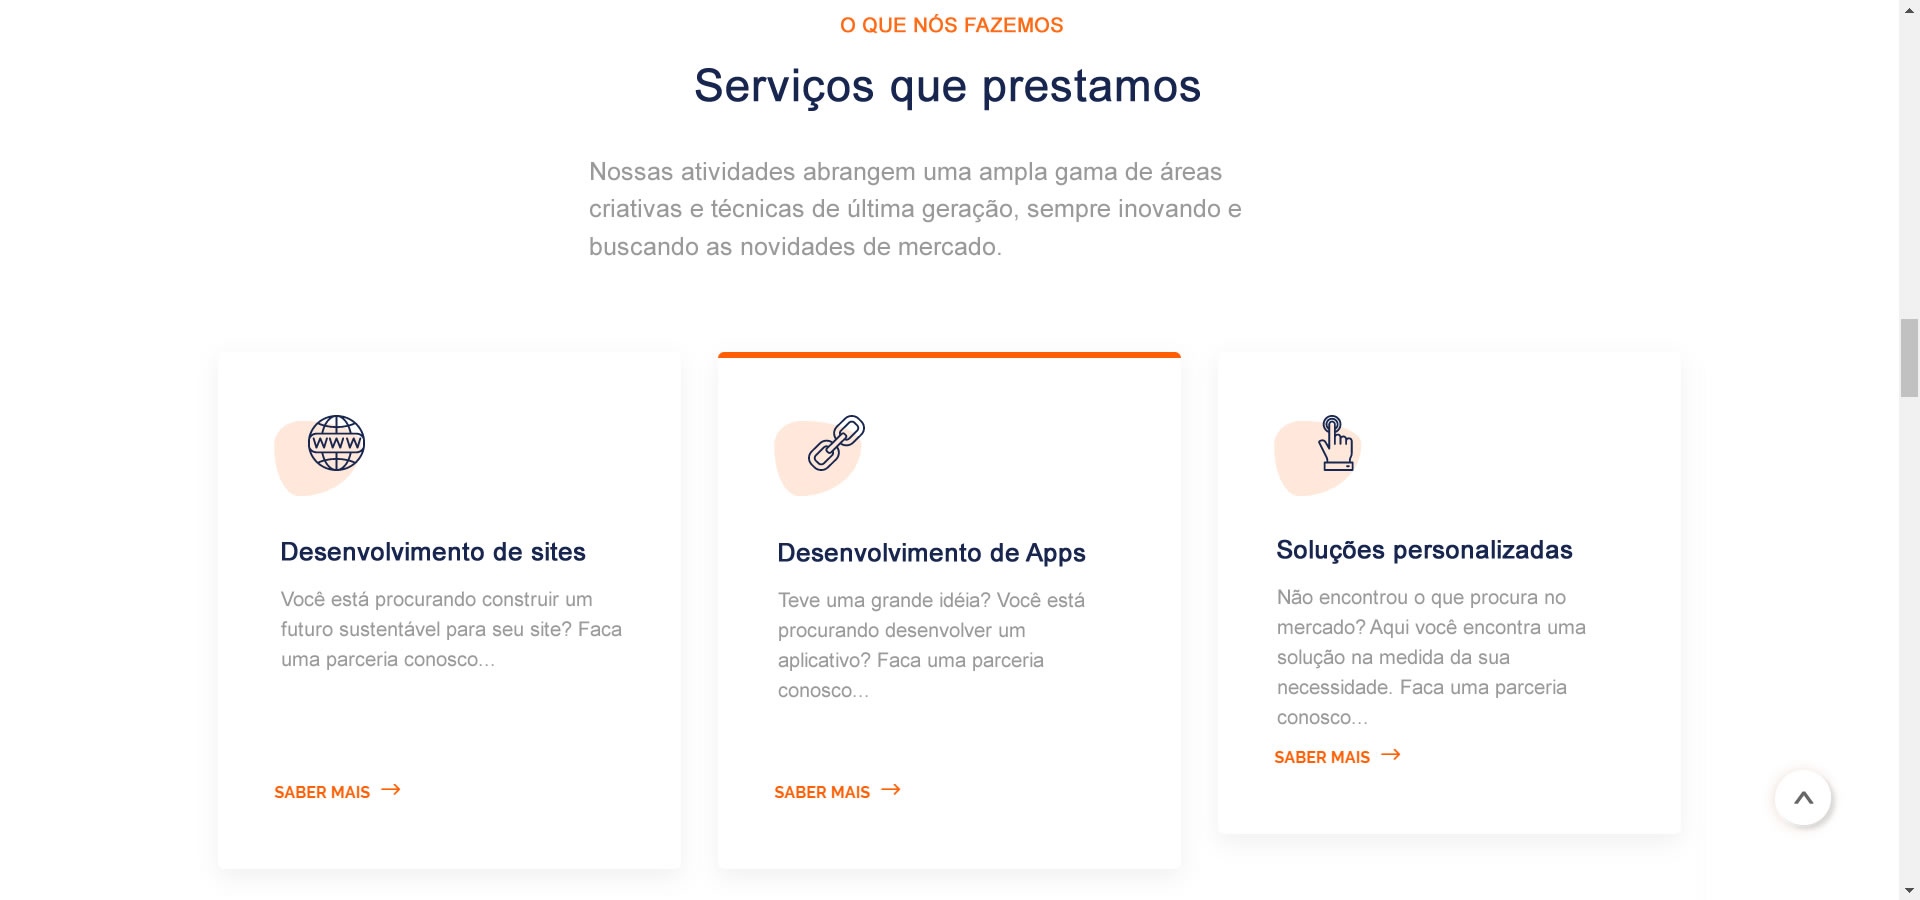 O QUE NÓS FAZEMOS
Serviços que prestamos
Nossas atividades abrangem uma ampla gama de áreas
criativas e técnicas de última geração, sempre inovando e
buscando as novidades de mercado.
WWW
Desenvolvimento de sites
Você está procurando construir um
futuro sustentável para seu site? Faca
uma parceria conosco...
SABER MAIS →
Desenvolvimento de Apps
Teve uma grande idéia? Você está
procurando desenvolver um
aplicativo? Faca uma parceria
conosco...
SABER MAIS →
Soluções personalizadas
Não encontrou o que procura no
mercado? Aqui você encontra uma
solução na medida da sua
necessidade. Faca uma parceria
conosco...
SABER MAIS →